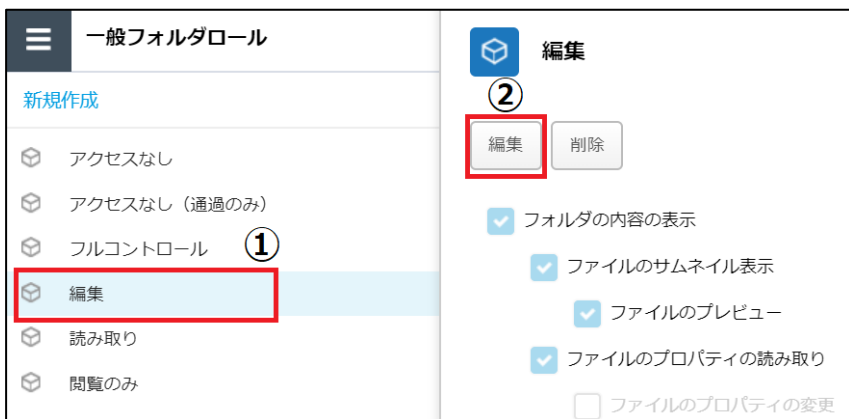 一般フォルダロール
新規作成
アクセスなし
アクセスなし（通過のみ）
フルコントロール
①
編集
読み取り
閲覧のみ
編集
②
編集 削除
フォルダの内容の表示
ファイルのサムネイル表示
ファイルのプレビュー
ファイルのプロパティの読み取り
ファイルのプロパティの変更